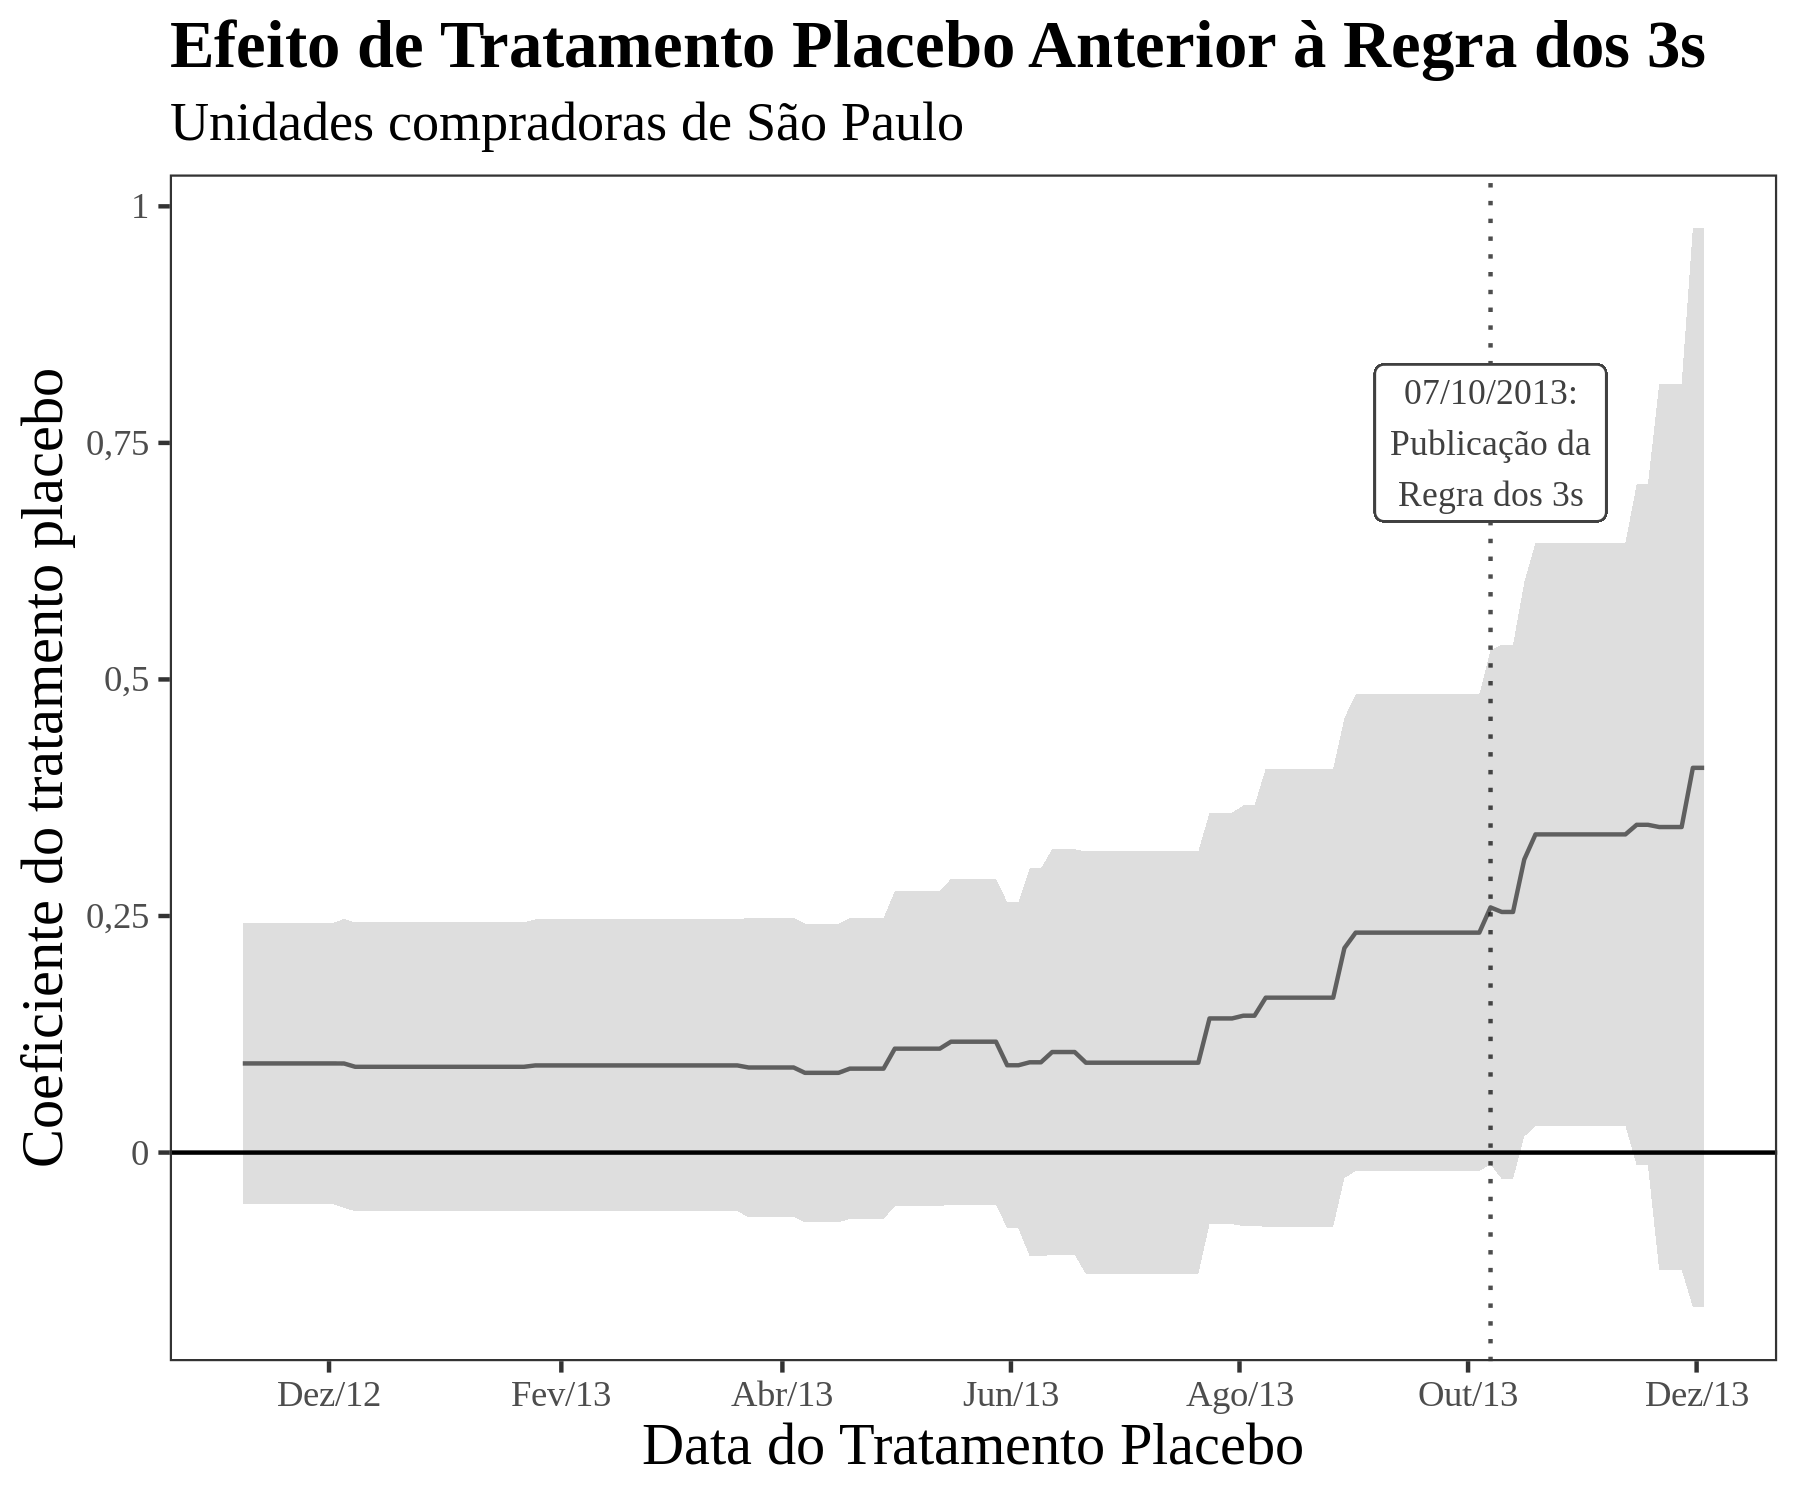 Efeito de Tratamento Placebo Anterior à Regra dos 3s
Unidades compradoras de São Paulo
Coeficiente do tratamento placebo
1
0,75
0,5
0,25
0
07/10/2013:
Publicação da
Regra dos 3s
Dez/12
Fev/13
Abr/13
Jun/13
Ago/13
Out/13
Dez/13
Data do Tratamento Placebo